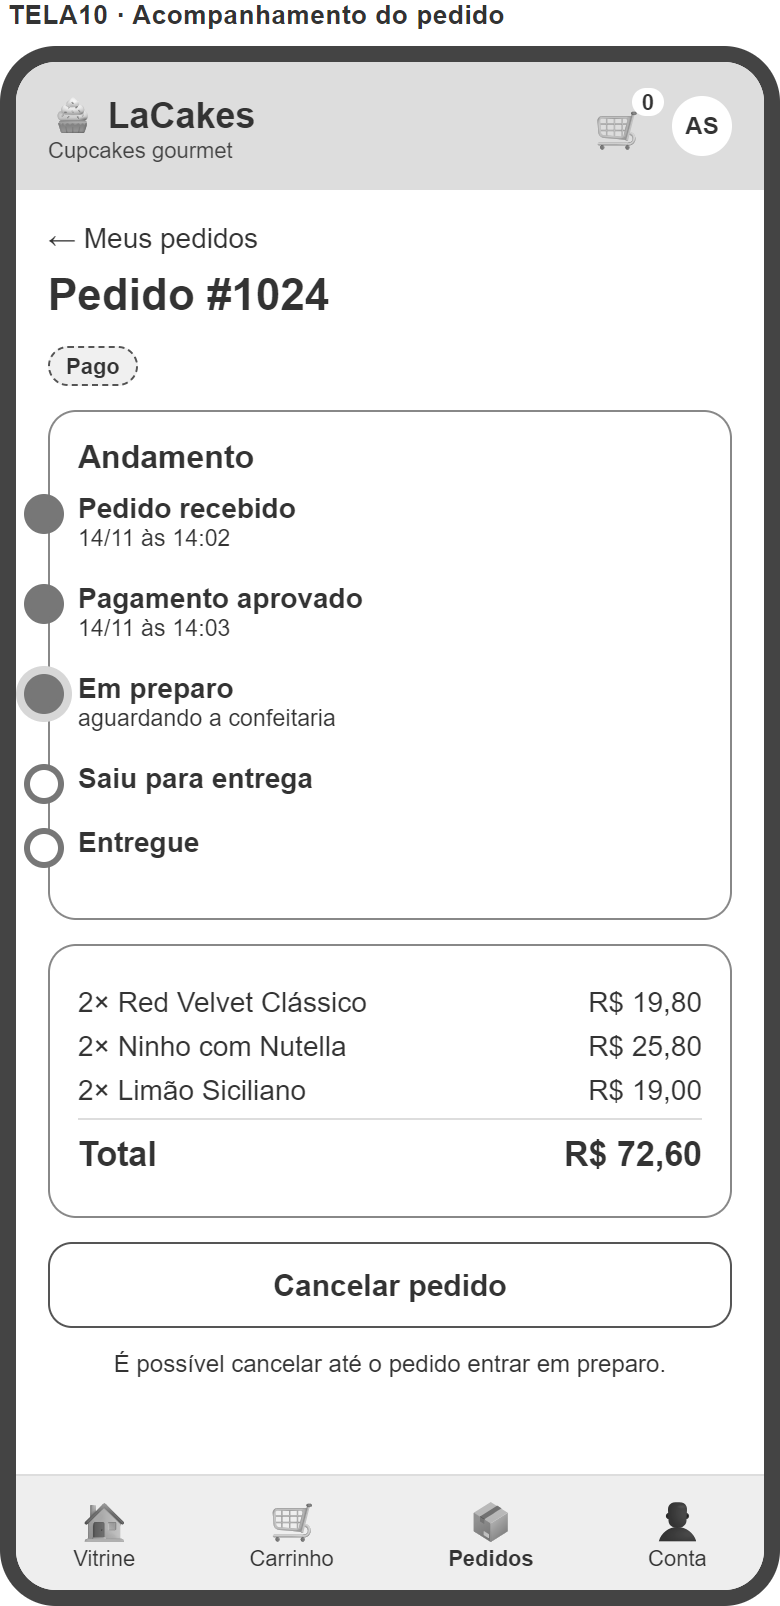 TELA10 · Acompanhamento do pedido
LaCakes
Cupcakes gourmet
0
AS
← Meus pedidos
Pedido #1024
Pago
Andamento
Pedido recebido
14/11 às 14:02
Pagamento aprovado
14/11 às 14:03
Em preparo
aguardando a confeitaria
Saiu para entrega
Entregue
2× Red Velvet Clássico R$ 19,80
2× Ninho com Nutella R$ 25,80
2× Limão Siciliano R$ 19,00
Total R$ 72,60
Cancelar pedido
É possível cancelar até o pedido entrar em preparo.
Vitrine Carrinho Pedidos Conta